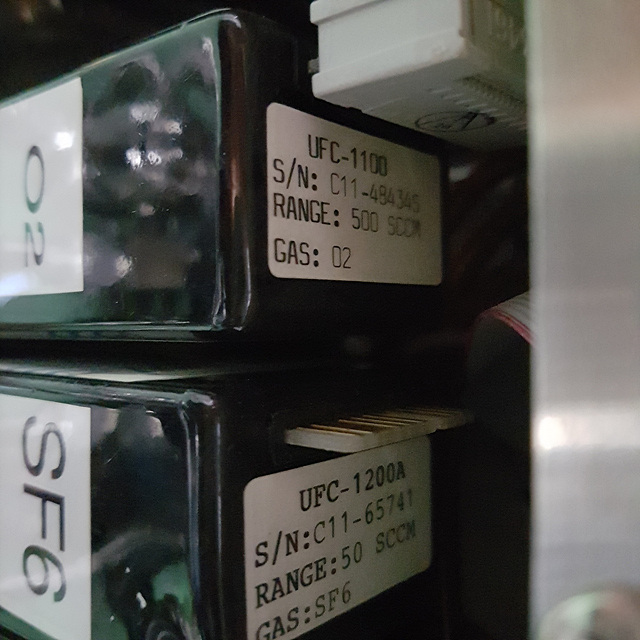 O2
UFC-1100
S/N: C11-484345
RANGE: 500 SCCM
GAS: O2
SF6
UFC-1200A
S/N:C11-65741
RANGE:50 SCCM
GAS:SF6